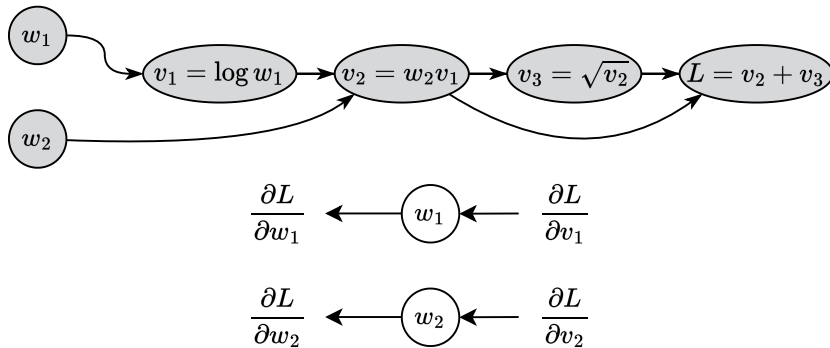 w₁
v₁ = log w₁
v₂ = w₂v₁
v₃ = √v₂
L = v₂ + v₃
w₂
∂L/∂w₁
w₁
∂L/∂v₁
∂L/∂w₂
w₂
∂L/∂v₂